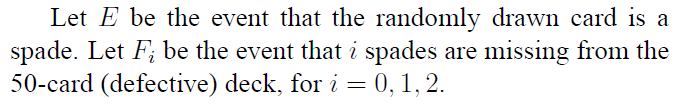 Let E be the event that the randomly drawn card is a
spade. Let F_i be the event that i spades are missing from the
50-card (defective) deck, for i = 0, 1, 2.